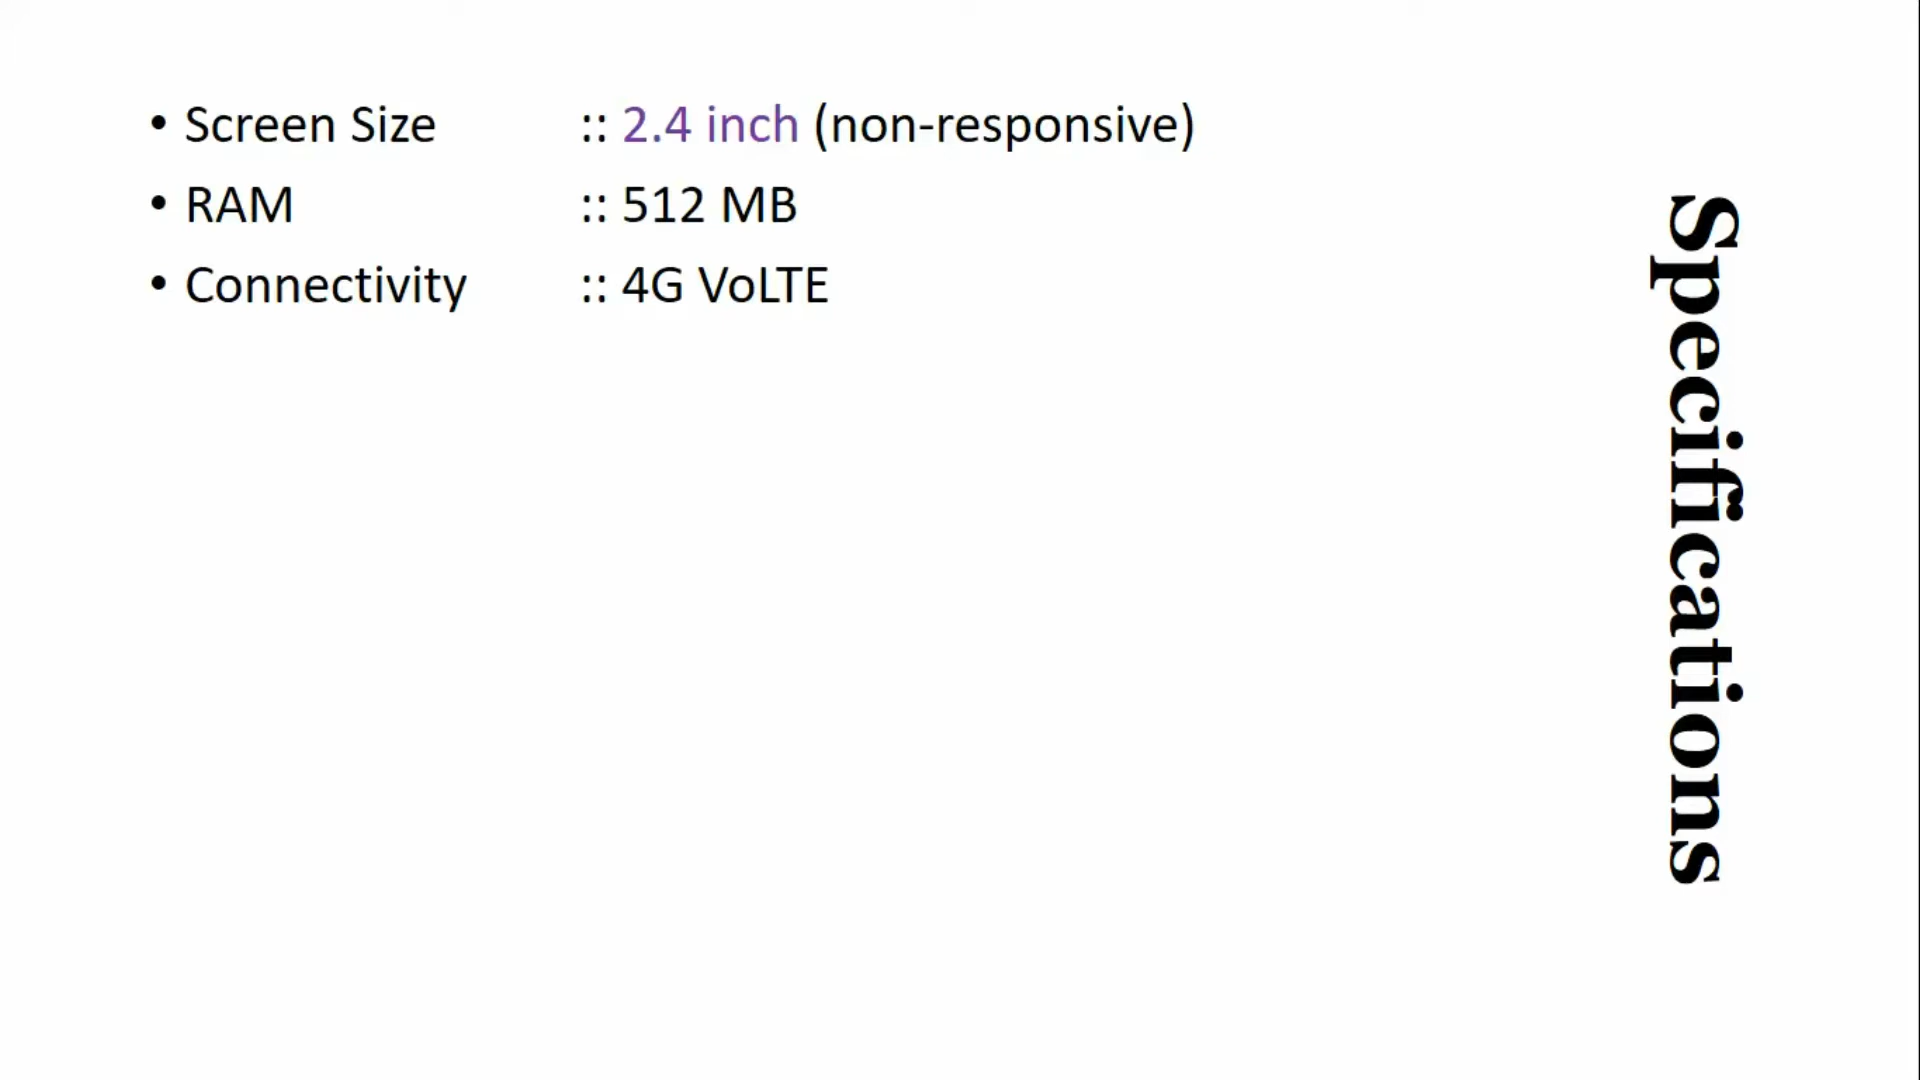 • Screen Size :: 2.4 inch (non-responsive)
• RAM :: 512 MB
• Connectivity :: 4G VoLTE
Specifications